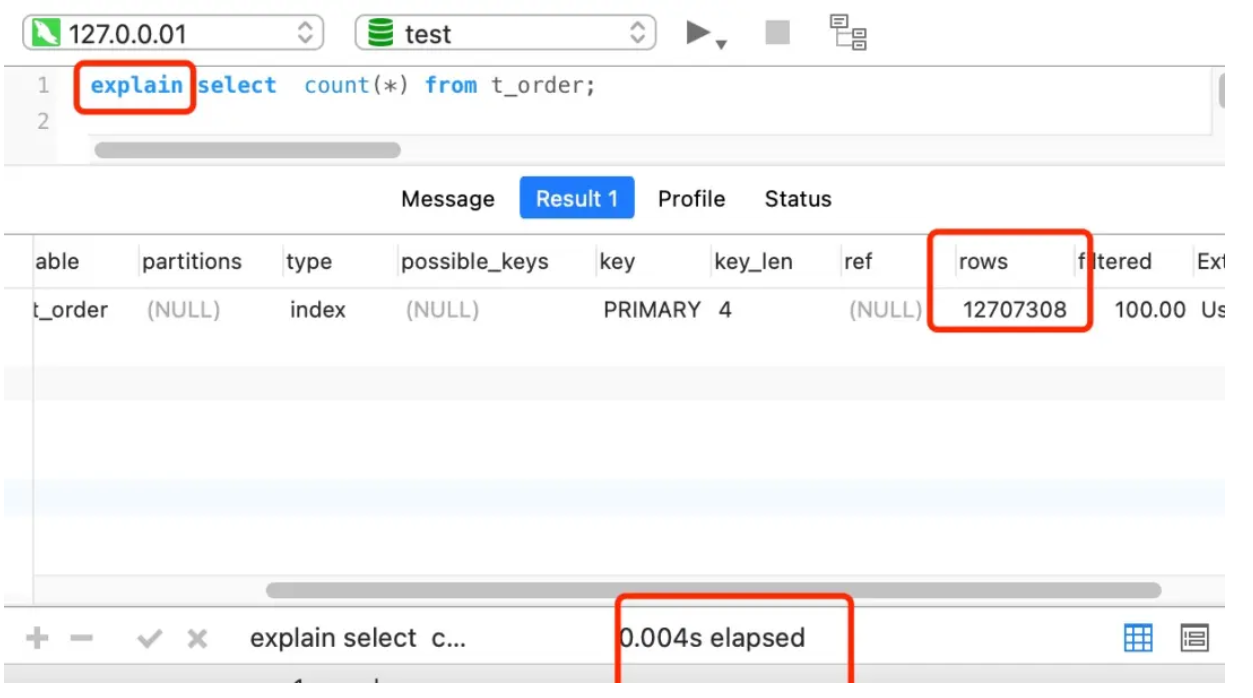 127.0.0.01 test
1 explain select count(*) from t_order;
2
Message Result 1 Profile Status
able partitions type possible_keys key key_len ref rows filtered Ext
t_order (NULL) index (NULL) PRIMARY 4 (NULL) 12707308 100.00 Us
explain select c... 0.004s elapsed